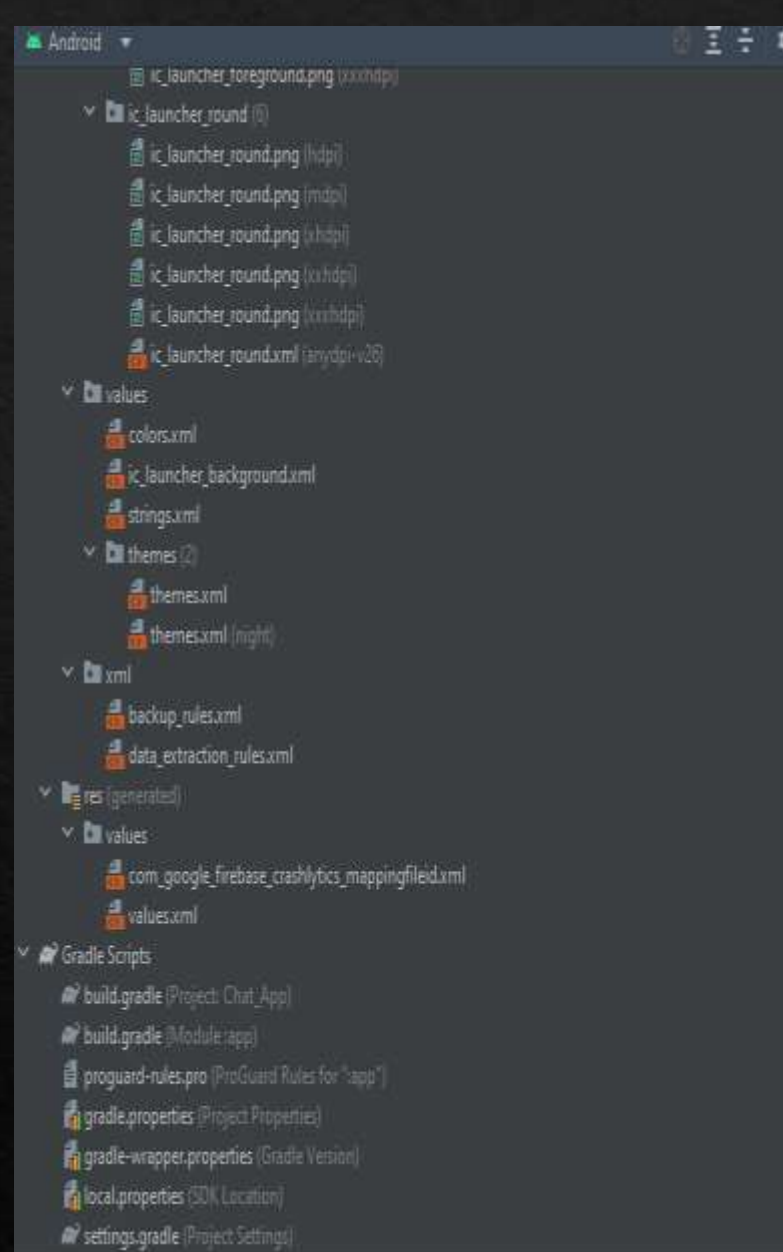 Android
ic_launcher_foreground.png (xxxhdpi)
ic_launcher_round (6)
ic_launcher_round.png (hdpi)
ic_launcher_round.png (mdpi)
ic_launcher_round.png (xhdpi)
ic_launcher_round.png (xxhdpi)
ic_launcher_round.png (xxxhdpi)
ic_launcher_round.xml (anydpi-v26)
values
colors.xml
ic_launcher_background.xml
strings.xml
themes (2)
themes.xml
themes.xml (night)
xml
backup_rules.xml
data_extraction_rules.xml
res (generated)
values
com_google_firebase_crashlytics_mappingfileid.xml
values.xml
Gradle Scripts
build.gradle (Project: Chat_App)
build.gradle (Module :app)
proguard-rules.pro (ProGuard Rules for ":app")
gradle.properties (Project Properties)
gradle-wrapper.properties (Gradle Version)
local.properties (SDK Location)
settings.gradle (Project Settings)